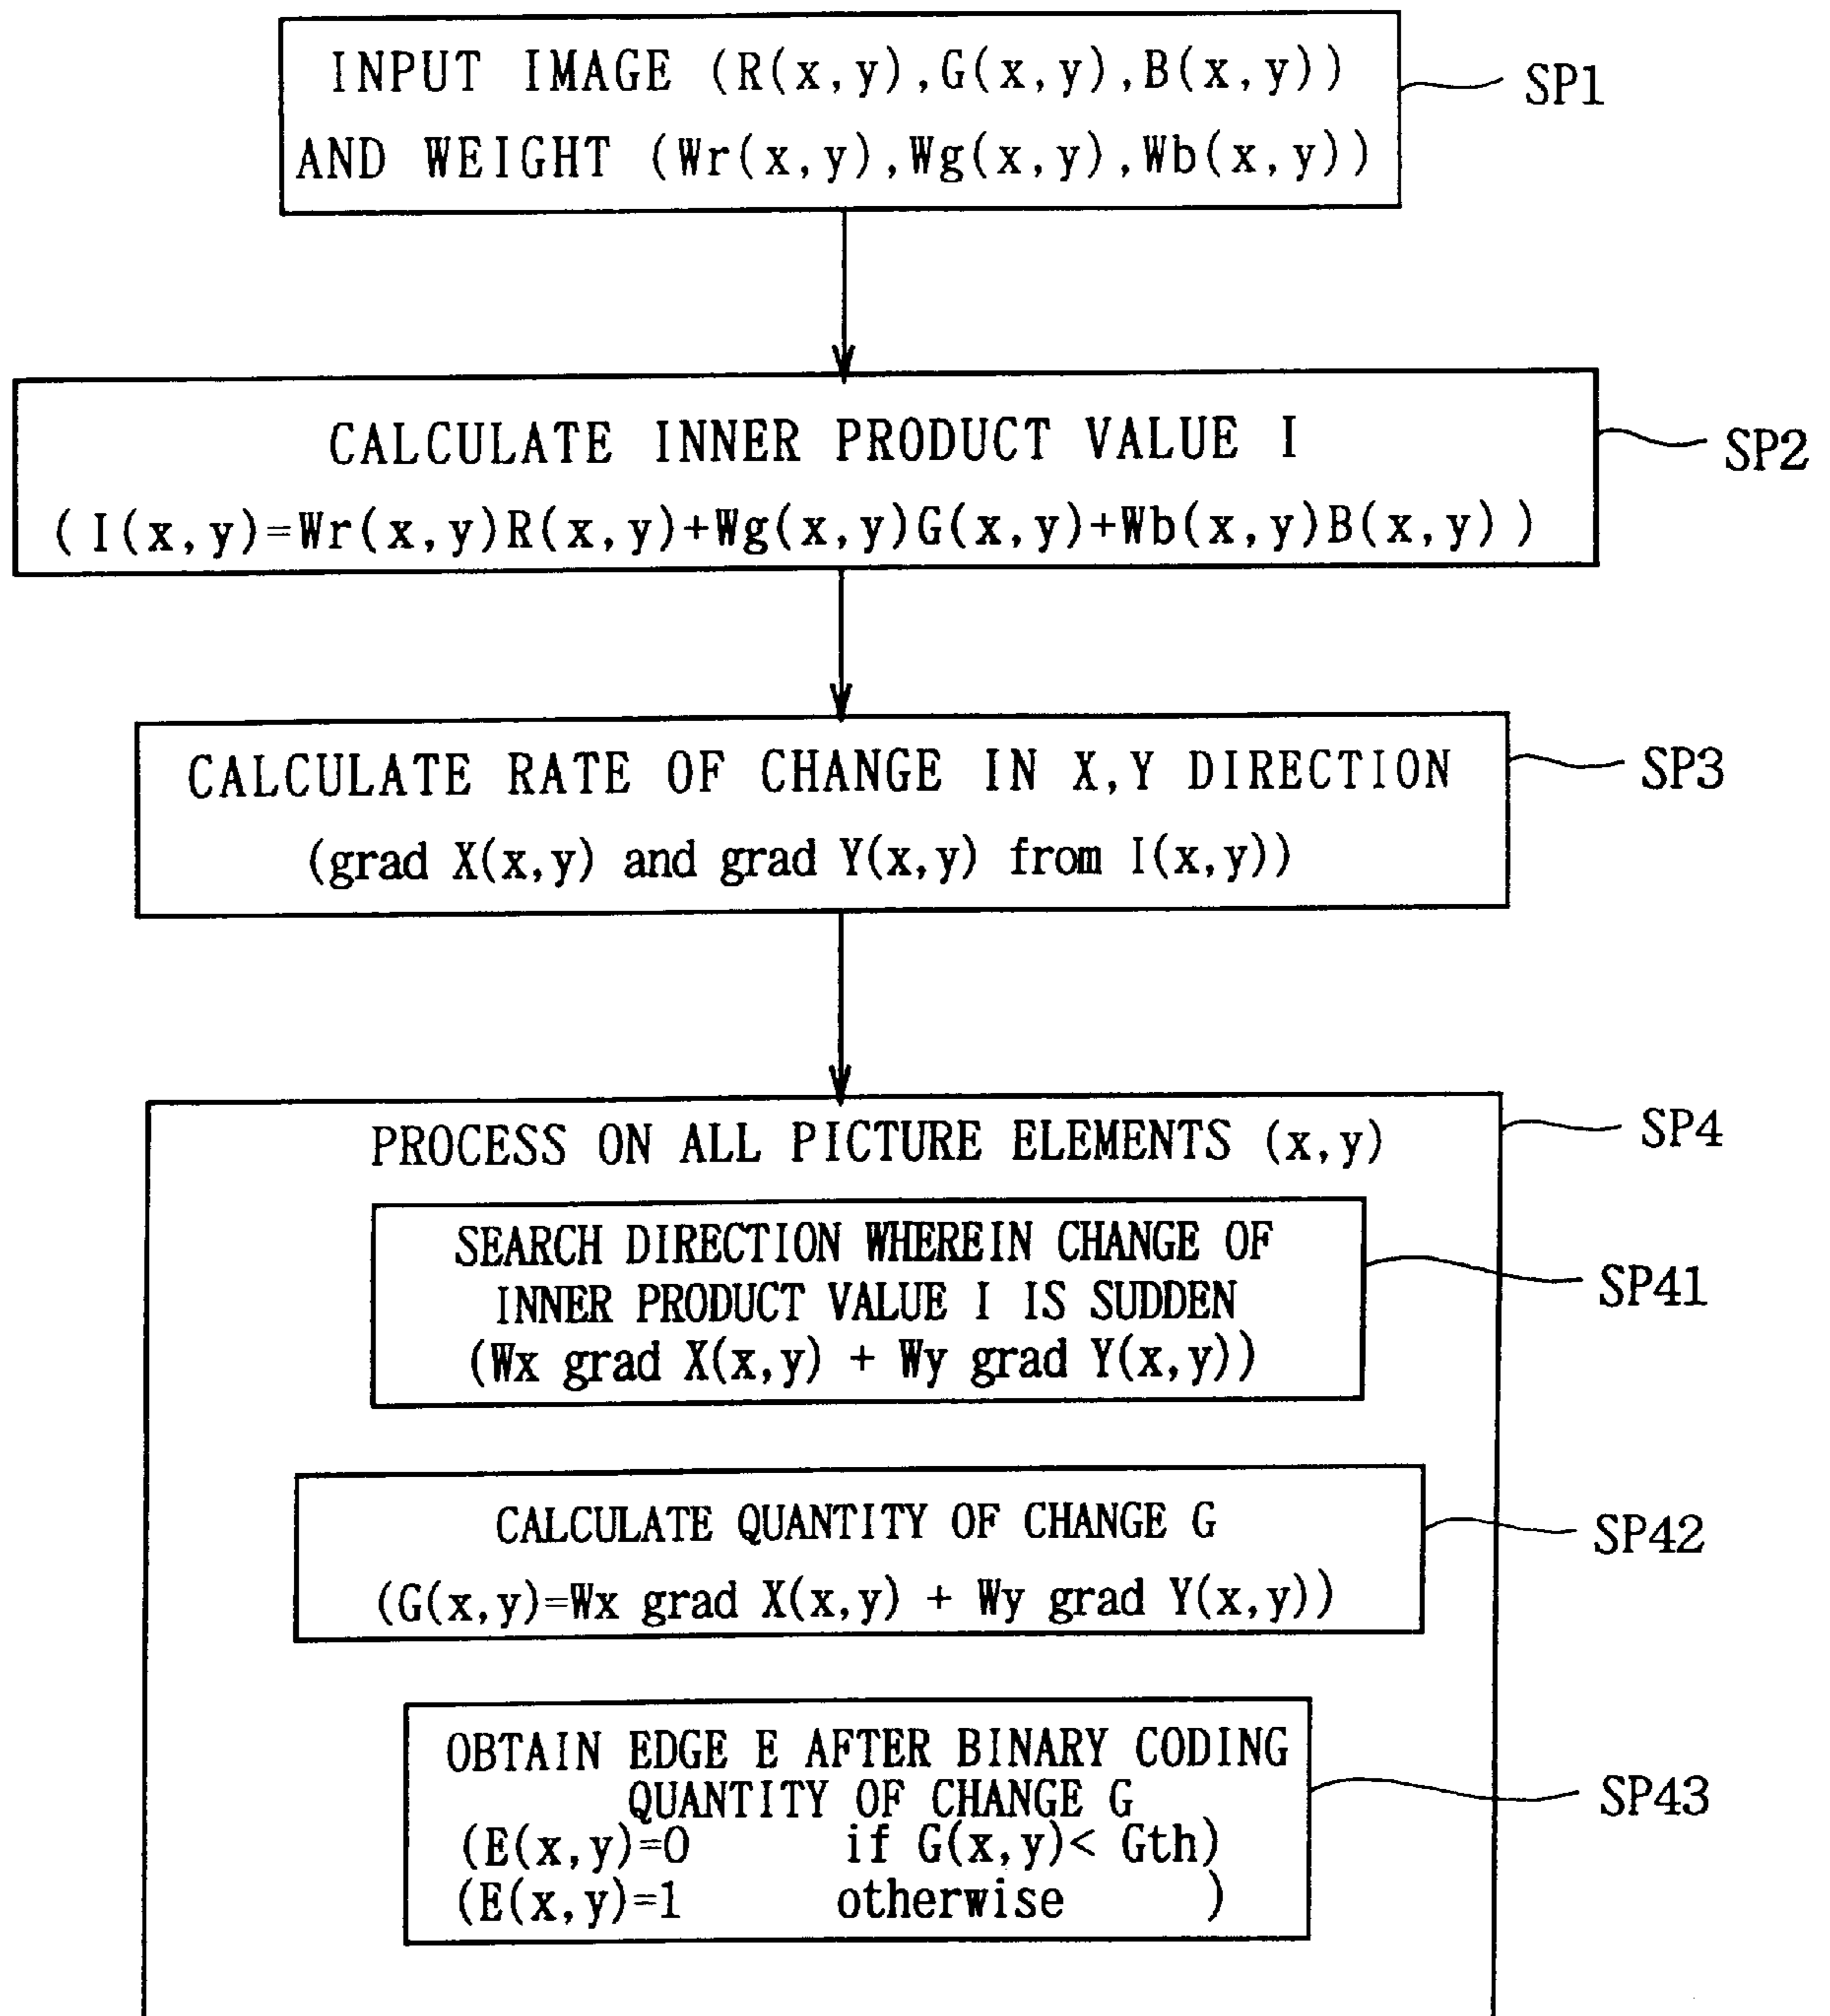 INPUT IMAGE (R(x,y),G(x,y),B(x,y))
AND WEIGHT (Wr(x,y),Wg(x,y),Wb(x,y))
SP1
CALCULATE INNER PRODUCT VALUE I
(I(x,y)=Wr(x,y)R(x,y)+Wg(x,y)G(x,y)+Wb(x,y)B(x,y))
SP2
CALCULATE RATE OF CHANGE IN X,Y DIRECTION
(grad X(x,y) and grad Y(x,y) from I(x,y))
SP3
PROCESS ON ALL PICTURE ELEMENTS (x,y)
SP4
SEARCH DIRECTION WHEREIN CHANGE OF
INNER PRODUCT VALUE I IS SUDDEN
(Wx grad X(x,y) + Wy grad Y(x,y))
SP41
CALCULATE QUANTITY OF CHANGE G
(G(x,y)=Wx grad X(x,y) + Wy grad Y(x,y))
SP42
OBTAIN EDGE E AFTER BINARY CODING
QUANTITY OF CHANGE G
(E(x,y)=0 if G(x,y)< Gth)
(E(x,y)=1 otherwise )
SP43